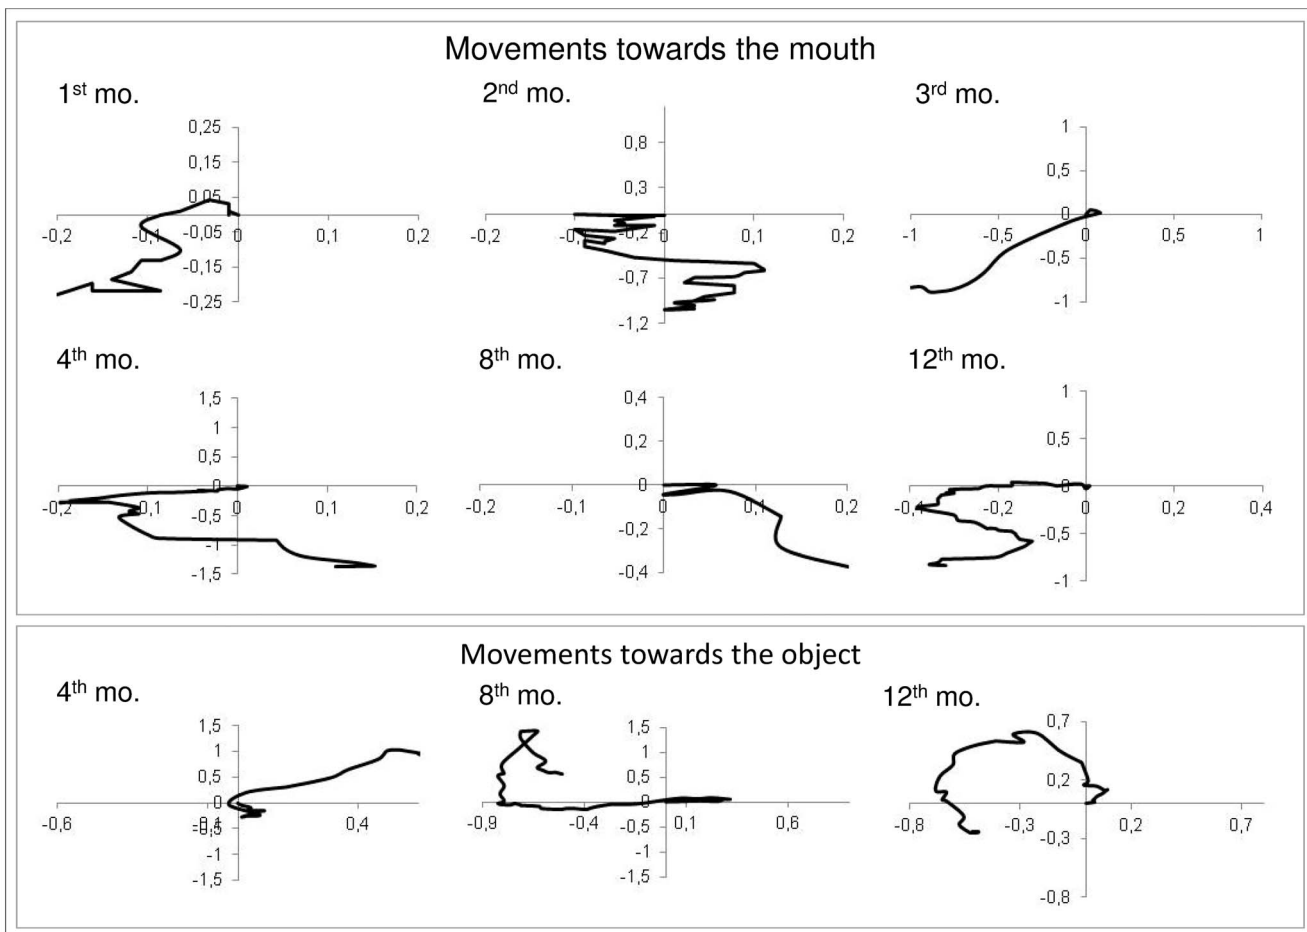 Movements towards the mouth
1st mo.
0,25
0,15
0,05
-0,2 -0,1 -0,05 0 0,1 0,2
-0,15
-0,25
2nd mo.
0,8
0,3
-0,2 -0,1 -0,2 0 0,1 0,2
-0,7
-1,2
3rd mo.
1
0,5
0
-1 -0,5 0 0,5 1
-0,5
-1
4th mo.
1,5
1
0,5
0
-0,2 -0,1 0 0,1 0,2
-0,5
-1
-1,5
8th mo.
0,4
0,2
0
-0,2 -0,1 0 0,1 0,2
-0,2
-0,4
12th mo.
1
0,5
0
-0,4 -0,2 0 0,2 0,4
-0,5
-1
Movements towards the object
4th mo.
1,5
1
0,5
0
-0,6 -0,1 0,4
-0,5
-1
-1,5
8th mo.
1,5
1
0,5
0
-0,9 -0,4 0,1 0,6
-0,5
-1
-1,5
12th mo.
0,7
0,2
-0,8 -0,3 0,2 0,7
-0,3
-0,8